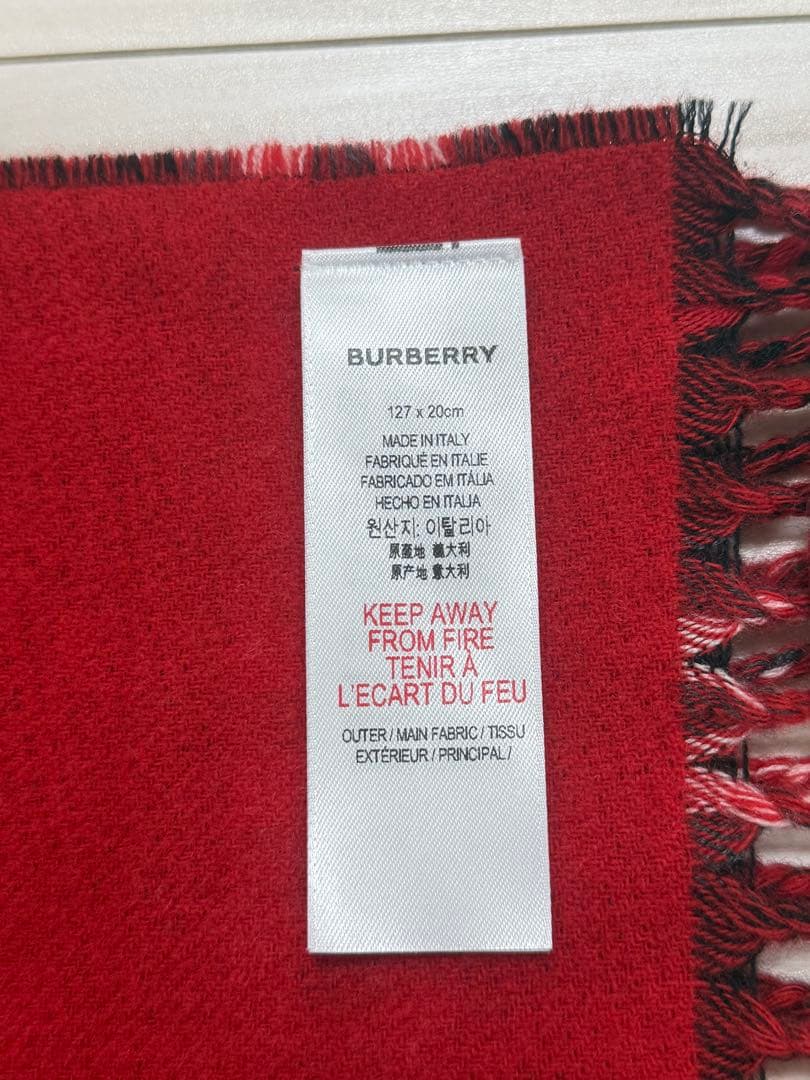 BURBERRY
127 x 20cm
MADE IN ITALY
FABRIQUÉ EN ITALIE
FABRICADO EM ITÁLIA
HECHO EN ITALIA
원산지: 이탈리아
原產地 義大利
原产地 意大利
KEEP AWAY
FROM FIRE
TENIR À
L'ECART DU FEU
OUTER / MAIN FABRIC / TISSU
EXTÉRIEUR / PRINCIPAL /